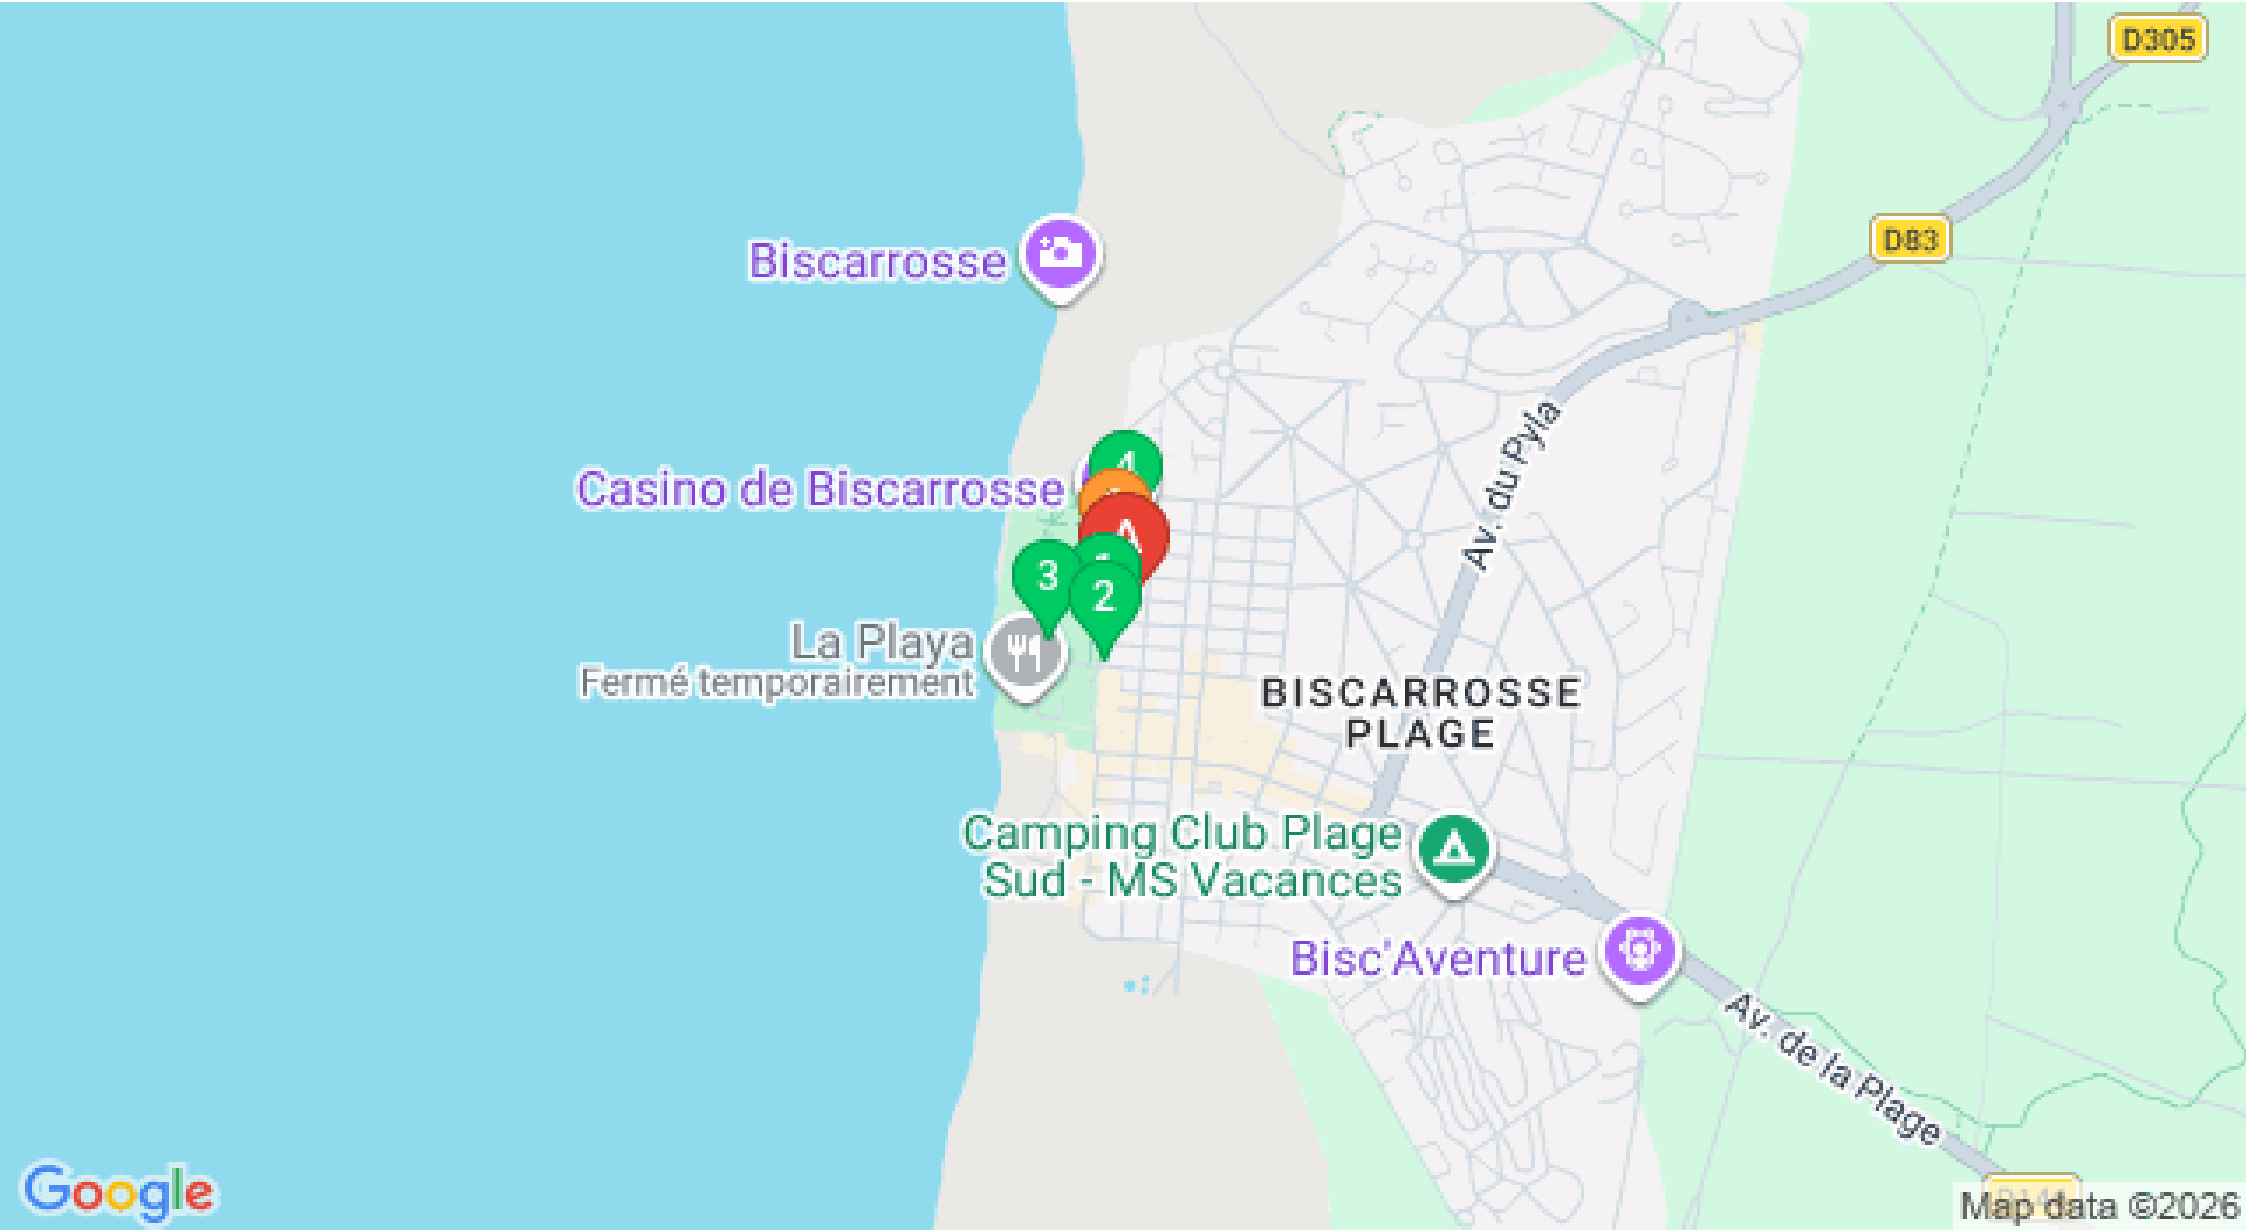 D305
D83
Biscarrosse
Av. du Pyla
4
Casino de Biscarrosse
A
3
2
La Playa
Fermé temporairement
BISCARROSSE
PLAGE
Camping Club Plage
Sud - MS Vacances
Bisc'Aventure
Av. de la Plage
Google
Map data ©2026